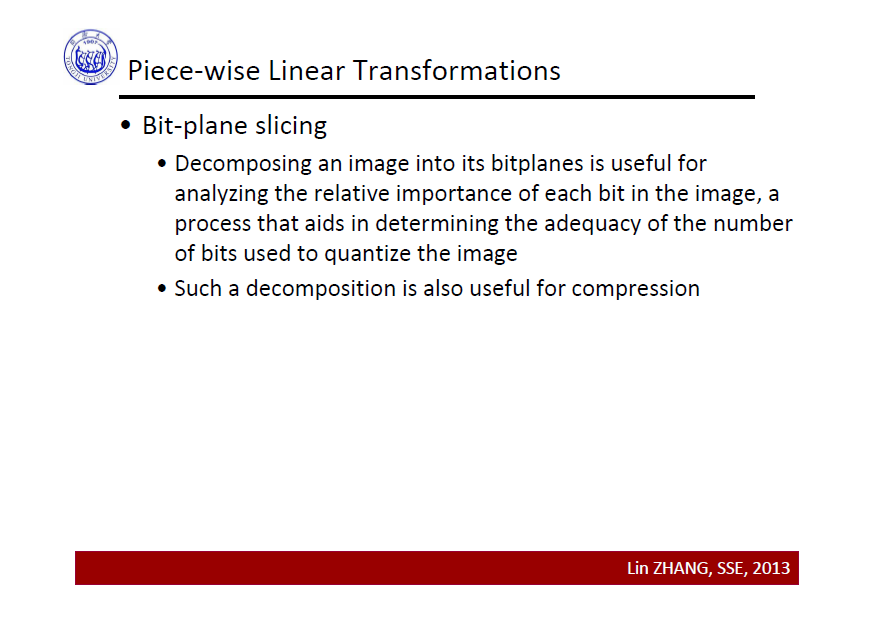 Piece-wise Linear Transformations
• Bit-plane slicing
• Decomposing an image into its bitplanes is useful for
analyzing the relative importance of each bit in the image, a
process that aids in determining the adequacy of the number
of bits used to quantize the image
• Such a decomposition is also useful for compression
Lin ZHANG, SSE, 2013